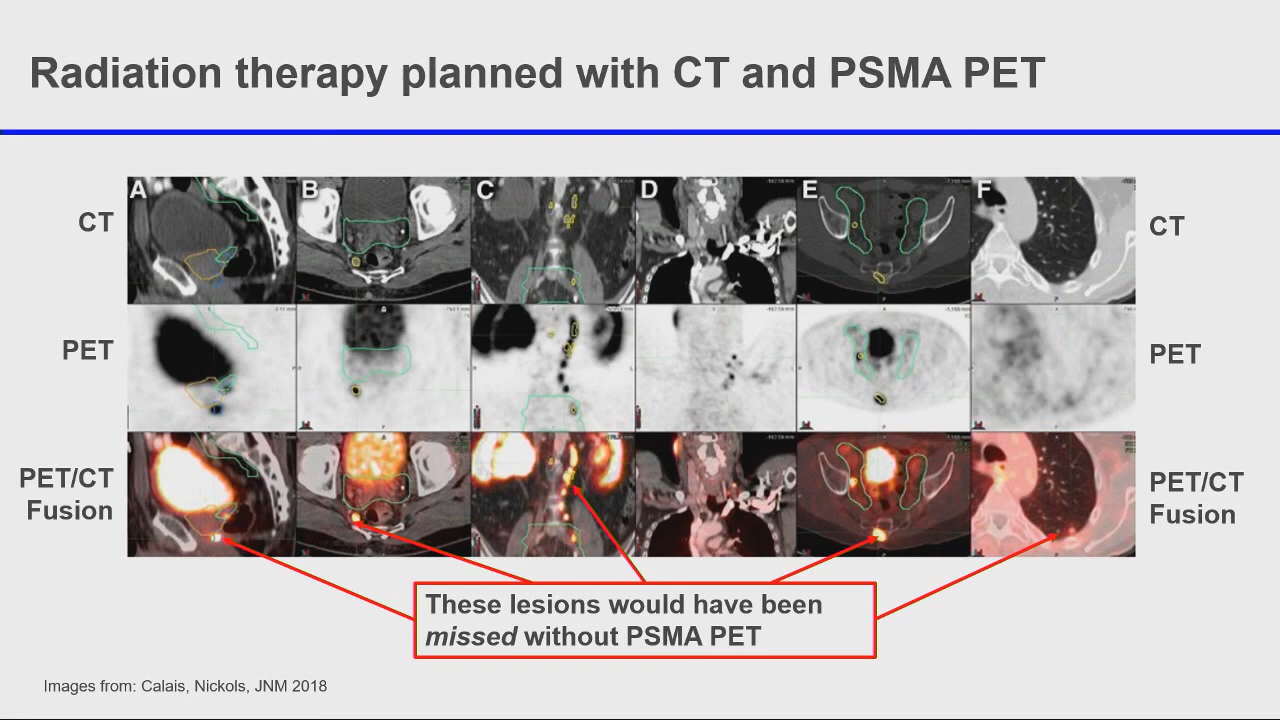 Radiation therapy planned with CT and PSMA PET
A B C D E F
CT
CT
PET
PET
PET/CT
Fusion
PET/CT
Fusion
These lesions would have been
missed without PSMA PET
Images from: Calais, Nickols, JNM 2018